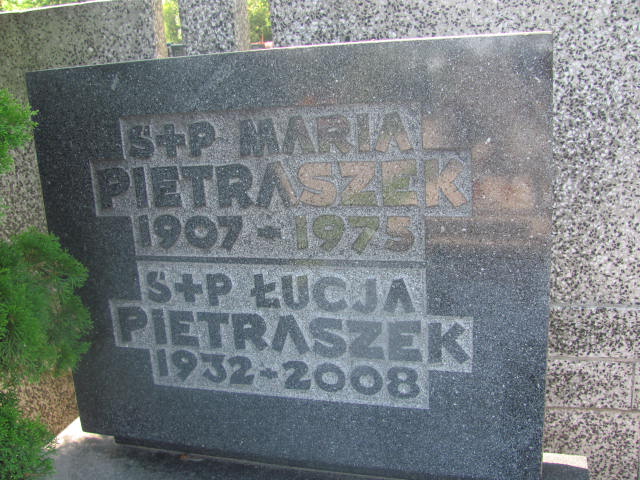 Ś+P MARIA
PIETRASZEK
1907-1975
Ś+P ŁUCJA
PIETRASZEK
1932-2008